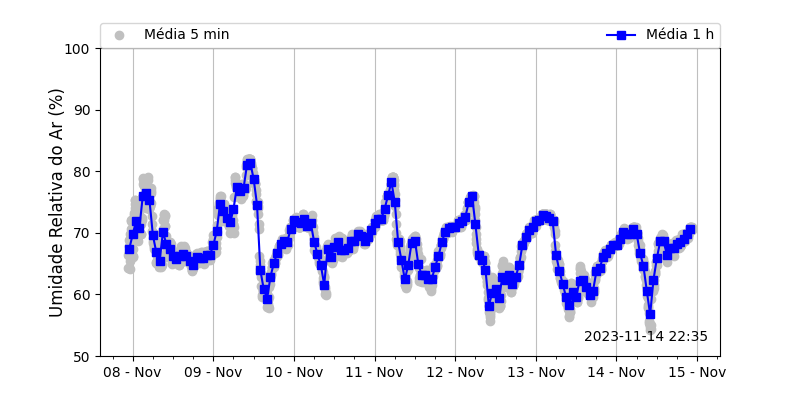 Média 5 min Média 1 h
Umidade Relativa do Ar (%)
100
90
80
70
60
50
2023-11-14 22:35
08 - Nov 09 - Nov 10 - Nov 11 - Nov 12 - Nov 13 - Nov 14 - Nov 15 - Nov